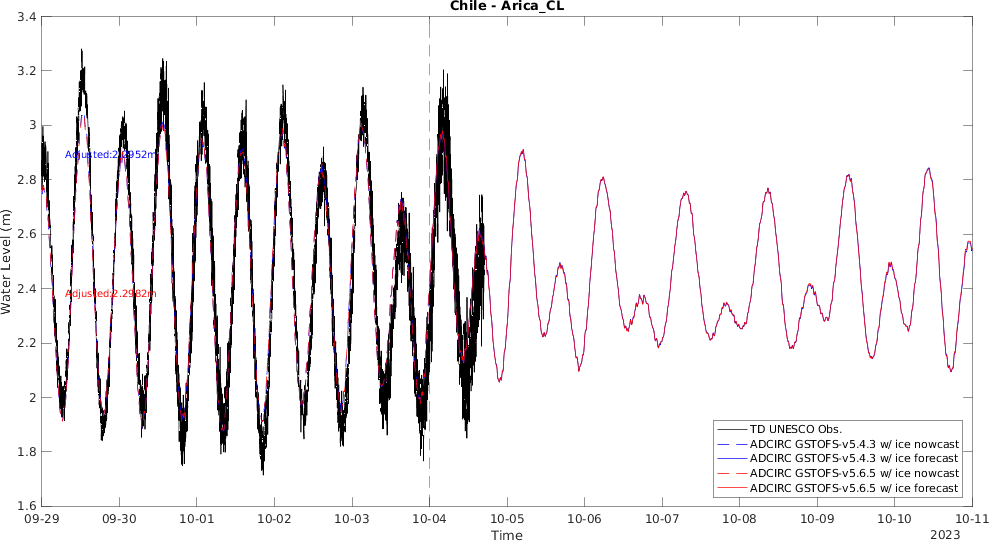 Chile - Arica_CL
3.4
3.2
3
2.8
2.6
2.4
2.2
2
1.8
1.6
Water Level (m)
Adjusted:2.2952m
Adjusted:2.2982m
TD UNESCO Obs.
ADCIRC GSTOFS-v5.4.3 w/ ice nowcast
ADCIRC GSTOFS-v5.4.3 w/ ice forecast
ADCIRC GSTOFS-v5.6.5 w/ ice nowcast
ADCIRC GSTOFS-v5.6.5 w/ ice forecast
09-29 09-30 10-01 10-02 10-03 10-04 10-05 10-06 10-07 10-08 10-09 10-10 10-11
Time
2023